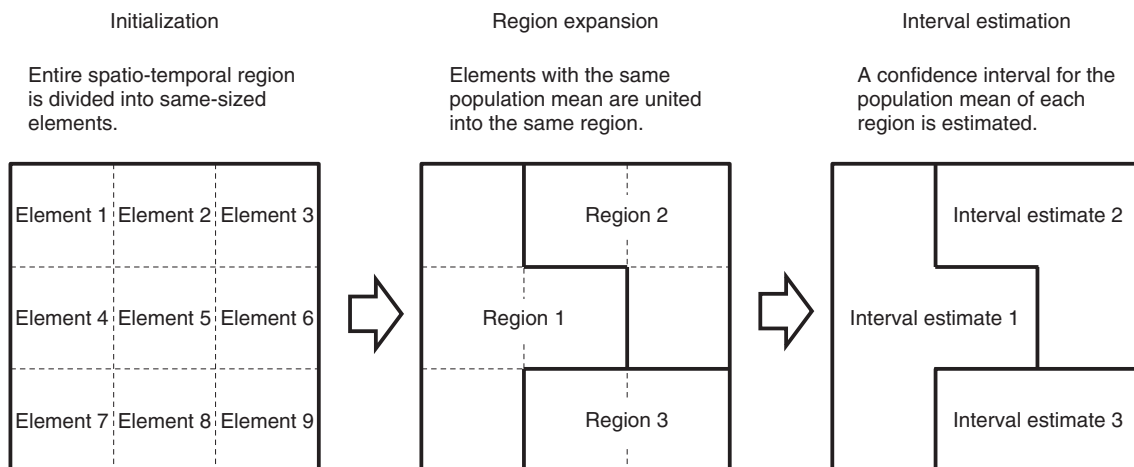 Initialization
Entire spatio-temporal region
is divided into same-sized
elements.
Element 1 Element 2 Element 3
Element 4 Element 5 Element 6
Element 7 Element 8 Element 9
Region expansion
Elements with the same
population mean are united
into the same region.
Region 2
Region 1
Region 3
Interval estimation
A confidence interval for the
population mean of each
region is estimated.
Interval estimate 2
Interval estimate 1
Interval estimate 3